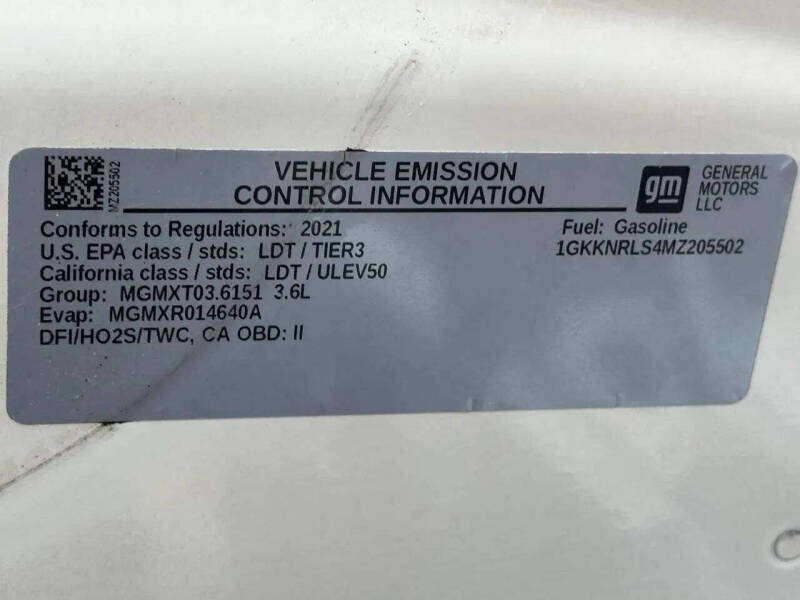 MZ205502
VEHICLE EMISSION
CONTROL INFORMATION
gm
GENERAL
MOTORS
LLC
Conforms to Regulations: 2021
U.S. EPA class / stds: LDT / TIER3
California class / stds: LDT / ULEV50
Group: MGMXT03.6151 3.6L
Evap: MGMXR014640A
DFI/HO2S/TWC, CA OBD: II
Fuel: Gasoline
1GKKNRLS4MZ205502